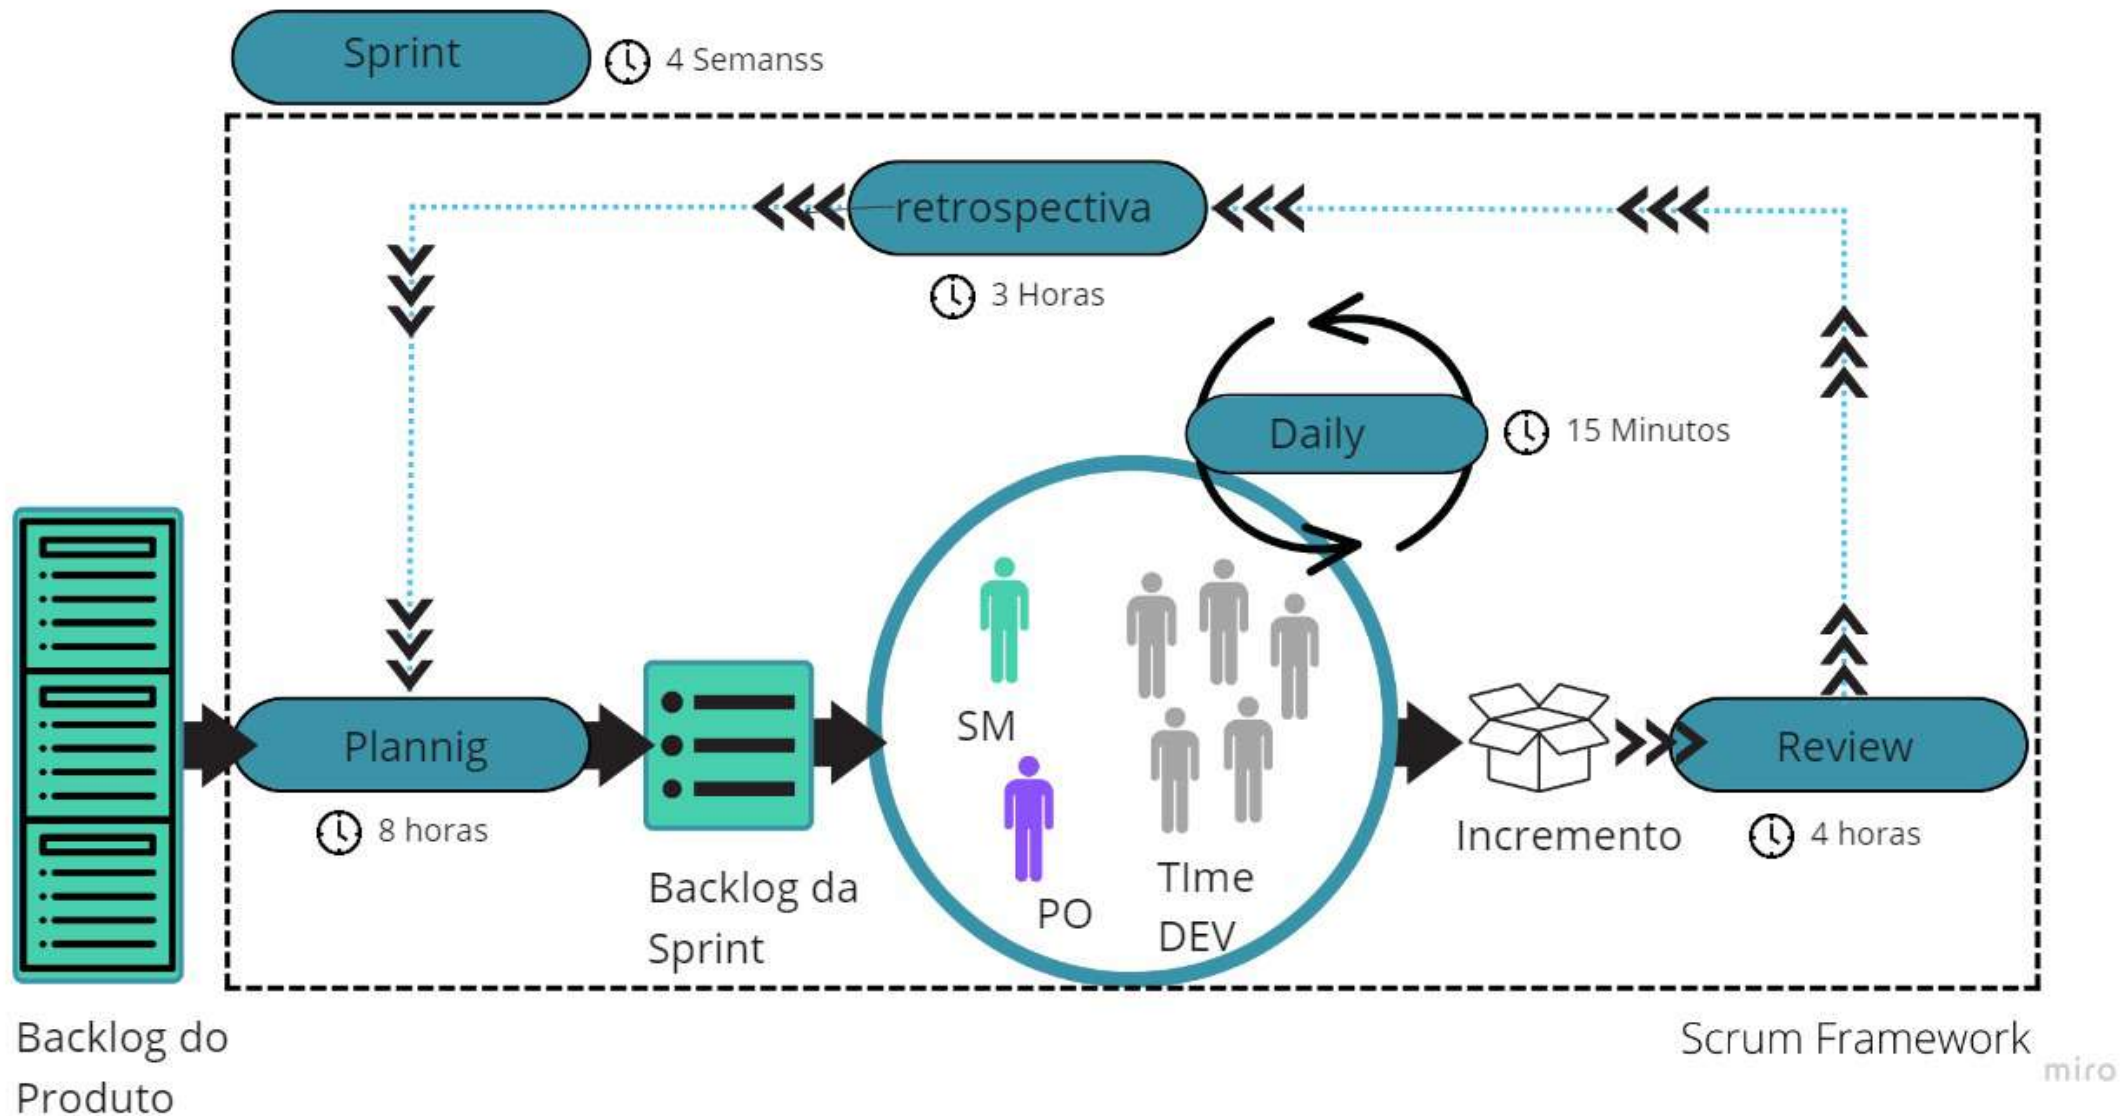 Sprint
4 Semanss
retrospectiva
3 Horas
Daily
15 Minutos
Plannig
8 horas
Backlog da
Sprint
SM
PO
TIme
DEV
Incremento
Review
4 horas
Backlog do
Produto
Scrum Framework
miro